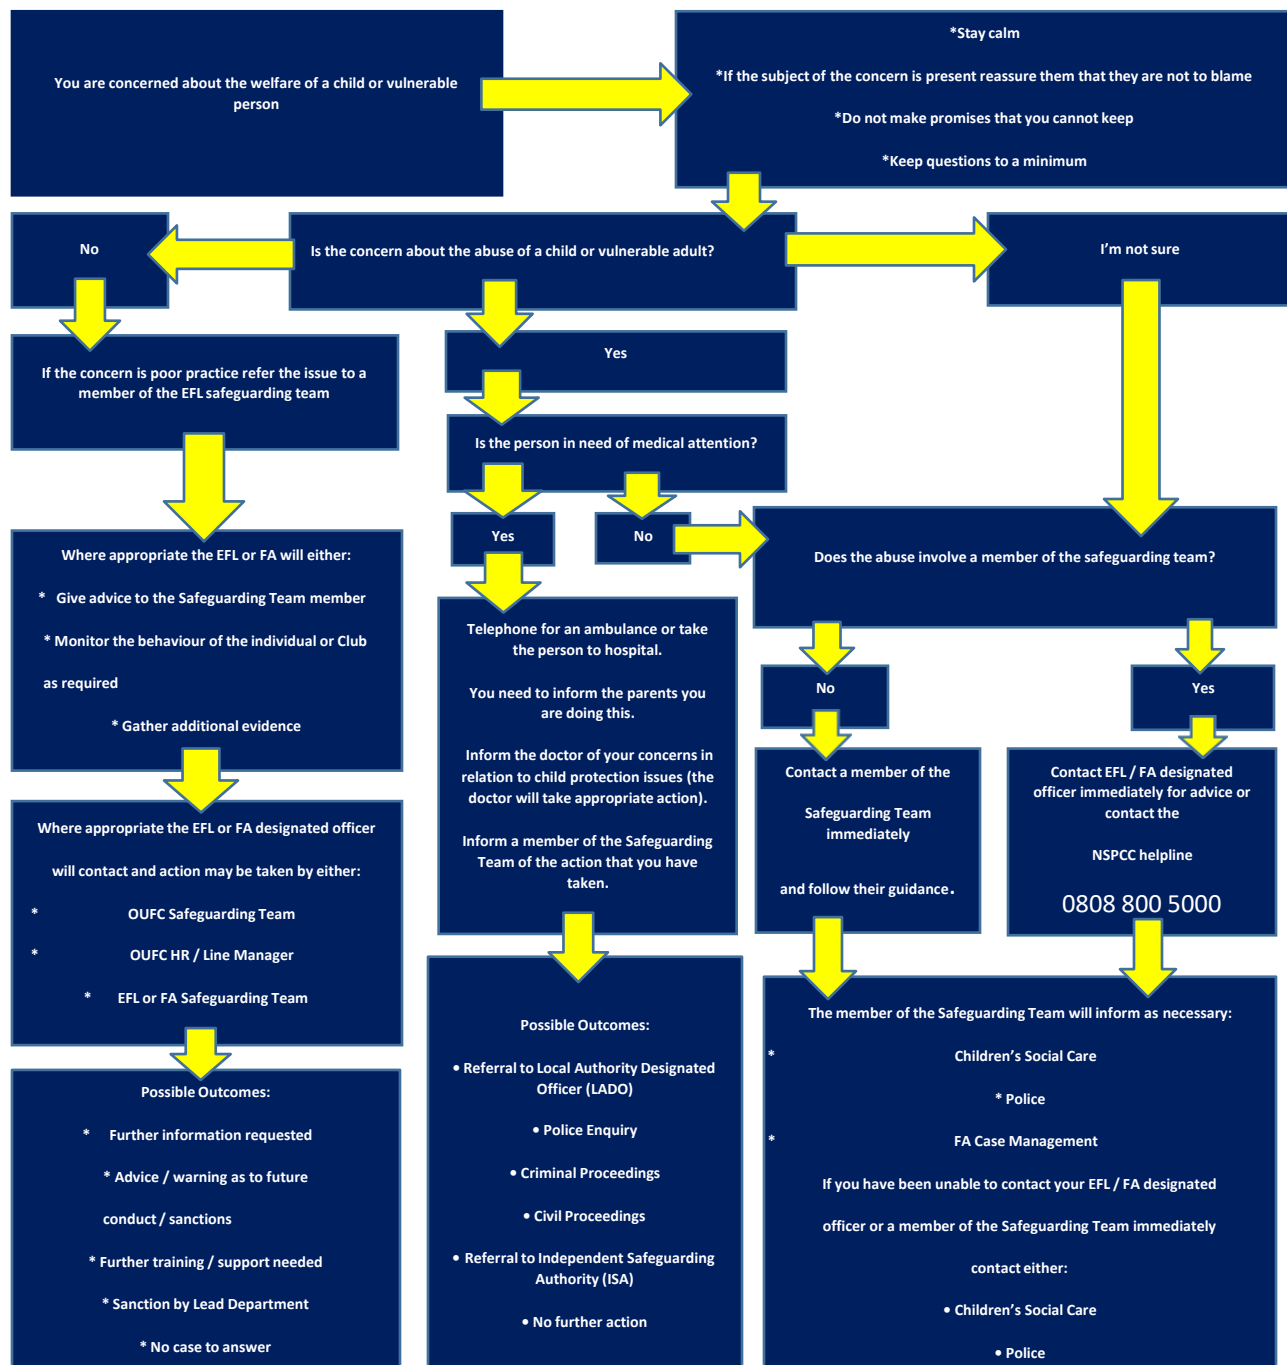 You are concerned about the welfare of a child or vulnerable
person
*Stay calm
*If the subject of the concern is present reassure them that they are not to blame
*Do not make promises that you cannot keep
*Keep questions to a minimum
No
Is the concern about the abuse of a child or vulnerable adult?
I'm not sure
If the concern is poor practice refer the issue to a
member of the EFL safeguarding team
Yes
Is the person in need of medical attention?
Yes
No
Does the abuse involve a member of the safeguarding team?
Where appropriate the EFL or FA will either:
* Give advice to the Safeguarding Team member
* Monitor the behaviour of the individual or Club
as required
* Gather additional evidence
Telephone for an ambulance or take
the person to hospital.
You need to inform the parents you
are doing this.
Inform the doctor of your concerns in
relation to child protection issues (the
doctor will take appropriate action).
Inform a member of the Safeguarding
Team of the action that you have
taken.
No
Yes
Contact a member of the
Safeguarding Team
immediately
and follow their guidance.
Contact EFL / FA designated
officer immediately for advice or
contact the
NSPCC helpline
0808 800 5000
Where appropriate the EFL or FA designated officer
will contact and action may be taken by either:
* OUFC Safeguarding Team
* OUFC HR / Line Manager
* EFL or FA Safeguarding Team
Possible Outcomes:
* Further information requested
* Advice / warning as to future
conduct / sanctions
* Further training / support needed
* Sanction by Lead Department
* No case to answer
Possible Outcomes:
• Referral to Local Authority Designated
Officer (LADO)
• Police Enquiry
• Criminal Proceedings
• Civil Proceedings
• Referral to Independent Safeguarding
Authority (ISA)
• No further action
The member of the Safeguarding Team will inform as necessary:
* Children's Social Care
* Police
* FA Case Management
If you have been unable to contact your EFL / FA designated
officer or a member of the Safeguarding Team immediately
contact either:
• Children's Social Care
• Police